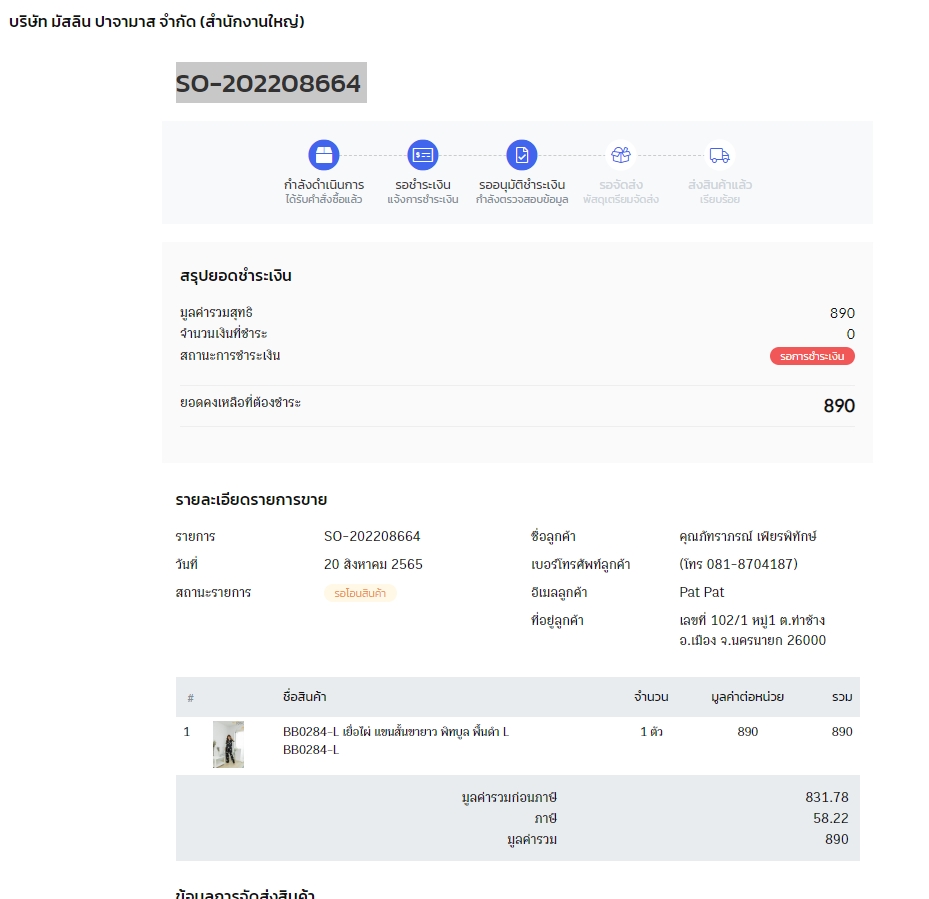 บริษัท มัสลิน ปาจามาส จำกัด (สำนักงานใหญ่)
SO-202208664
กำลังดำเนินการ
ได้รับคำสั่งซื้อแล้ว
รอชำระเงิน
แจ้งการชำระเงิน
รออนุมัติชำระเงิน
กำลังตรวจสอบข้อมูล
รอจัดส่ง
พัสดุเตรียมจัดส่ง
ส่งสินค้าแล้ว
เรียบร้อย
สรุปยอดชำระเงิน
มูลค่ารวมสุทธิ 890
จำนวนเงินที่ชำระ 0
สถานะการชำระเงิน รอการชำระเงิน
ยอดคงเหลือที่ต้องชำระ 890
รายละเอียดรายการขาย
รายการ SO-202208664 ชื่อลูกค้า คุณภัทราภรณ์ เพียรพิทักษ์
วันที่ 20 สิงหาคม 2565 เบอร์โทรศัพท์ลูกค้า (โทร 081-8704187)
สถานะรายการ รอโอนสินค้า อีเมลลูกค้า Pat Pat
ที่อยู่ลูกค้า เลขที่ 102/1 หมู่1 ต.ท่าช้าง
อ.เมือง จ.นครนายก 26000
# ชื่อสินค้า จำนวน มูลค่าต่อหน่วย รวม
1 BB0284-L เยื่อไผ่ แขนสั้นขายาว พิทบูล พื้นดำ L 1 ตัว 890 890
BB0284-L
มูลค่ารวมก่อนภาษี 831.78
ภาษี 58.22
มูลค่ารวม 890
ข้อมูลการจัดส่งสินค้า